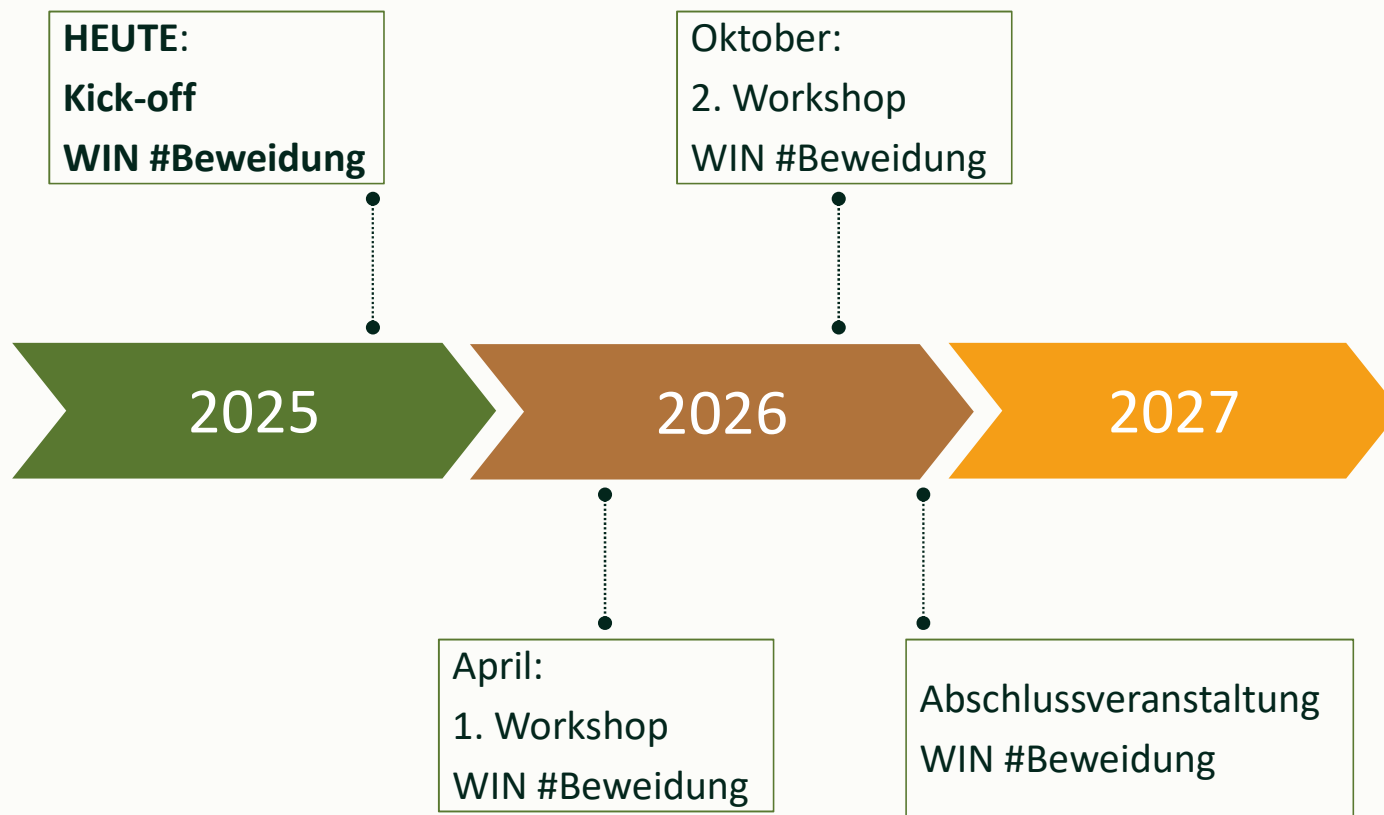 HEUTE:
Kick-off
WIN #Beweidung
Oktober:
2. Workshop
WIN #Beweidung
2025
2026
2027
April:
1. Workshop
WIN #Beweidung
Abschlussveranstaltung
WIN #Beweidung